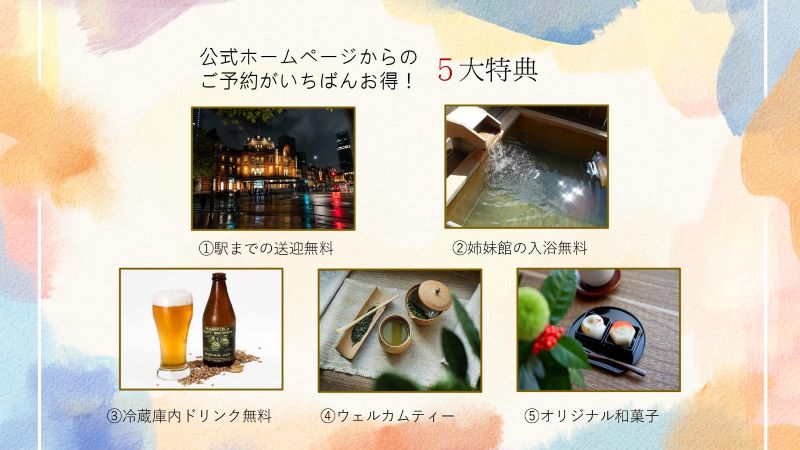 公式ホームページからの
ご予約がいちばんお得！
５大特典
①駅までの送迎無料
②姉妹館の入浴無料
③冷蔵庫内ドリンク無料
④ウェルカムティー
⑤オリジナル和菓子